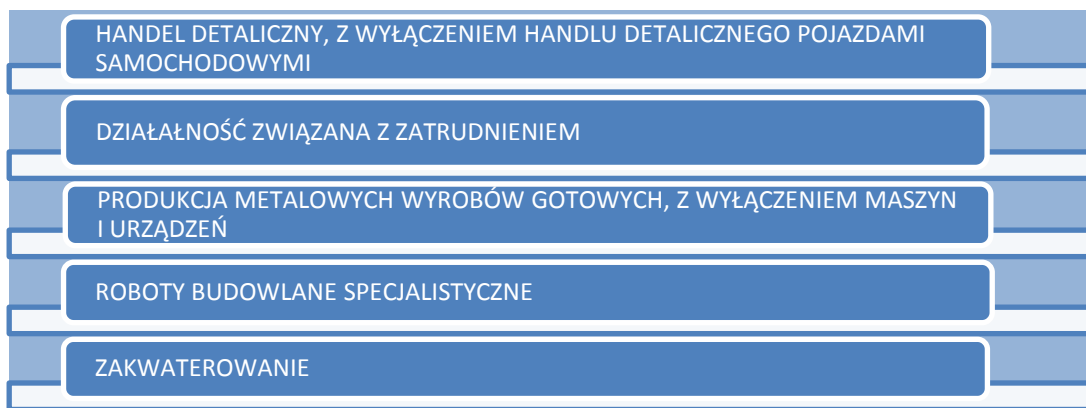 HANDEL DETALICZNY, Z WYŁĄCZENIEM HANDLU DETALICZNEGO POJAZDAMI
SAMOCHODOWYMI
DZIAŁAŁNOŚĆ ZWIĄZANA Z ZATRUDNIENIEM
PRODUKCJA METALOWYCH WYROBÓW GOTOWYCH, Z WYŁĄCZENIEM MASZYN
I URZĄDZEŃ
ROBOTY BUDOWLANE SPECJALISTYCZNE
ZAKWATEROWANIE